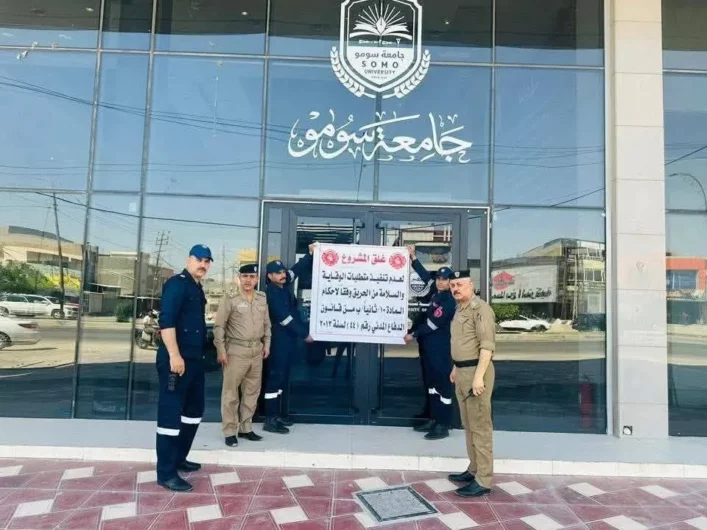 جامعة سومو
SOMO
UNIVERSITY
جامعة سومو
غلق المشروع
لعدم تنفيذ متطلبات الوقاية
والسلامة من الحريق وفقا لاحكام
المادة ١٠/ثانيا/ب من قانون
الدفاع المدني رقم (٤٤) لسنة ٢٠١٣